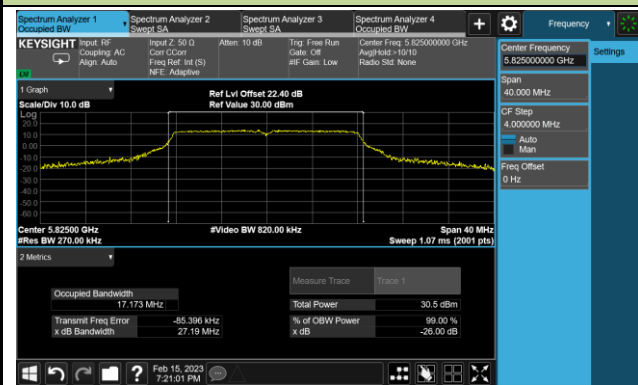 Spectrum Analyzer 1
Occupied BW
Spectrum Analyzer 2
Swept SA
Spectrum Analyzer 3
Swept SA
Spectrum Analyzer 4
Occupied BW
+
Frequency
KEYSIGHT
Input: RF
Coupling: AC
Align: Auto
Input Z: 50 Ω
Corr CCorr
Freq Ref: Int (S)
NFE: Adaptive
Atten: 10 dB
Trig: Free Run
Gate: Off
#IF Gain: Low
Center Freq: 5.825000000 GHz
Avg|Hold:>10/10
Radio Std: None
Center Frequency
5.825000000 GHz
Settings
Span
40.000 MHz
CF Step
4.000000 MHz
Auto
Man
Freq Offset
0 Hz
1 Graph
Scale/Div 10.0 dB
Ref Lvl Offset 22.40 dB
Ref Value 30.00 dBm
Log
20.0
10.0
0.00
-10.0
-20.0
-30.0
-40.0
-50.0
-60.0
Center 5.82500 GHz
#Res BW 270.00 kHz
#Video BW 820.00 kHz
Span 40 MHz
Sweep 1.07 ms (2001 pts)
2 Metrics
Measure Trace
Trace 1
Occupied Bandwidth
17.173 MHz
Total Power
30.5 dBm
Transmit Freq Error
-85.396 kHz
% of OBW Power
99.00 %
x dB Bandwidth
27.19 MHz
x dB
-26.00 dB
?
Feb 15, 2023
7:21:01 PM